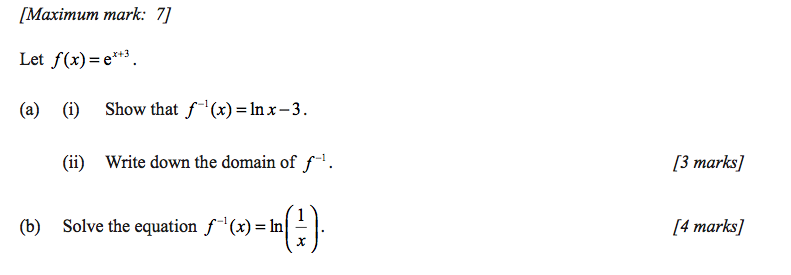 [Maximum mark: 7]
Let f(x) = e^{x+3}.
(a) (i) Show that f^{-1}(x) = ln x − 3.
(ii) Write down the domain of f^{-1}. [3 marks]
(b) Solve the equation f^{-1}(x) = ln(1/x). [4 marks]